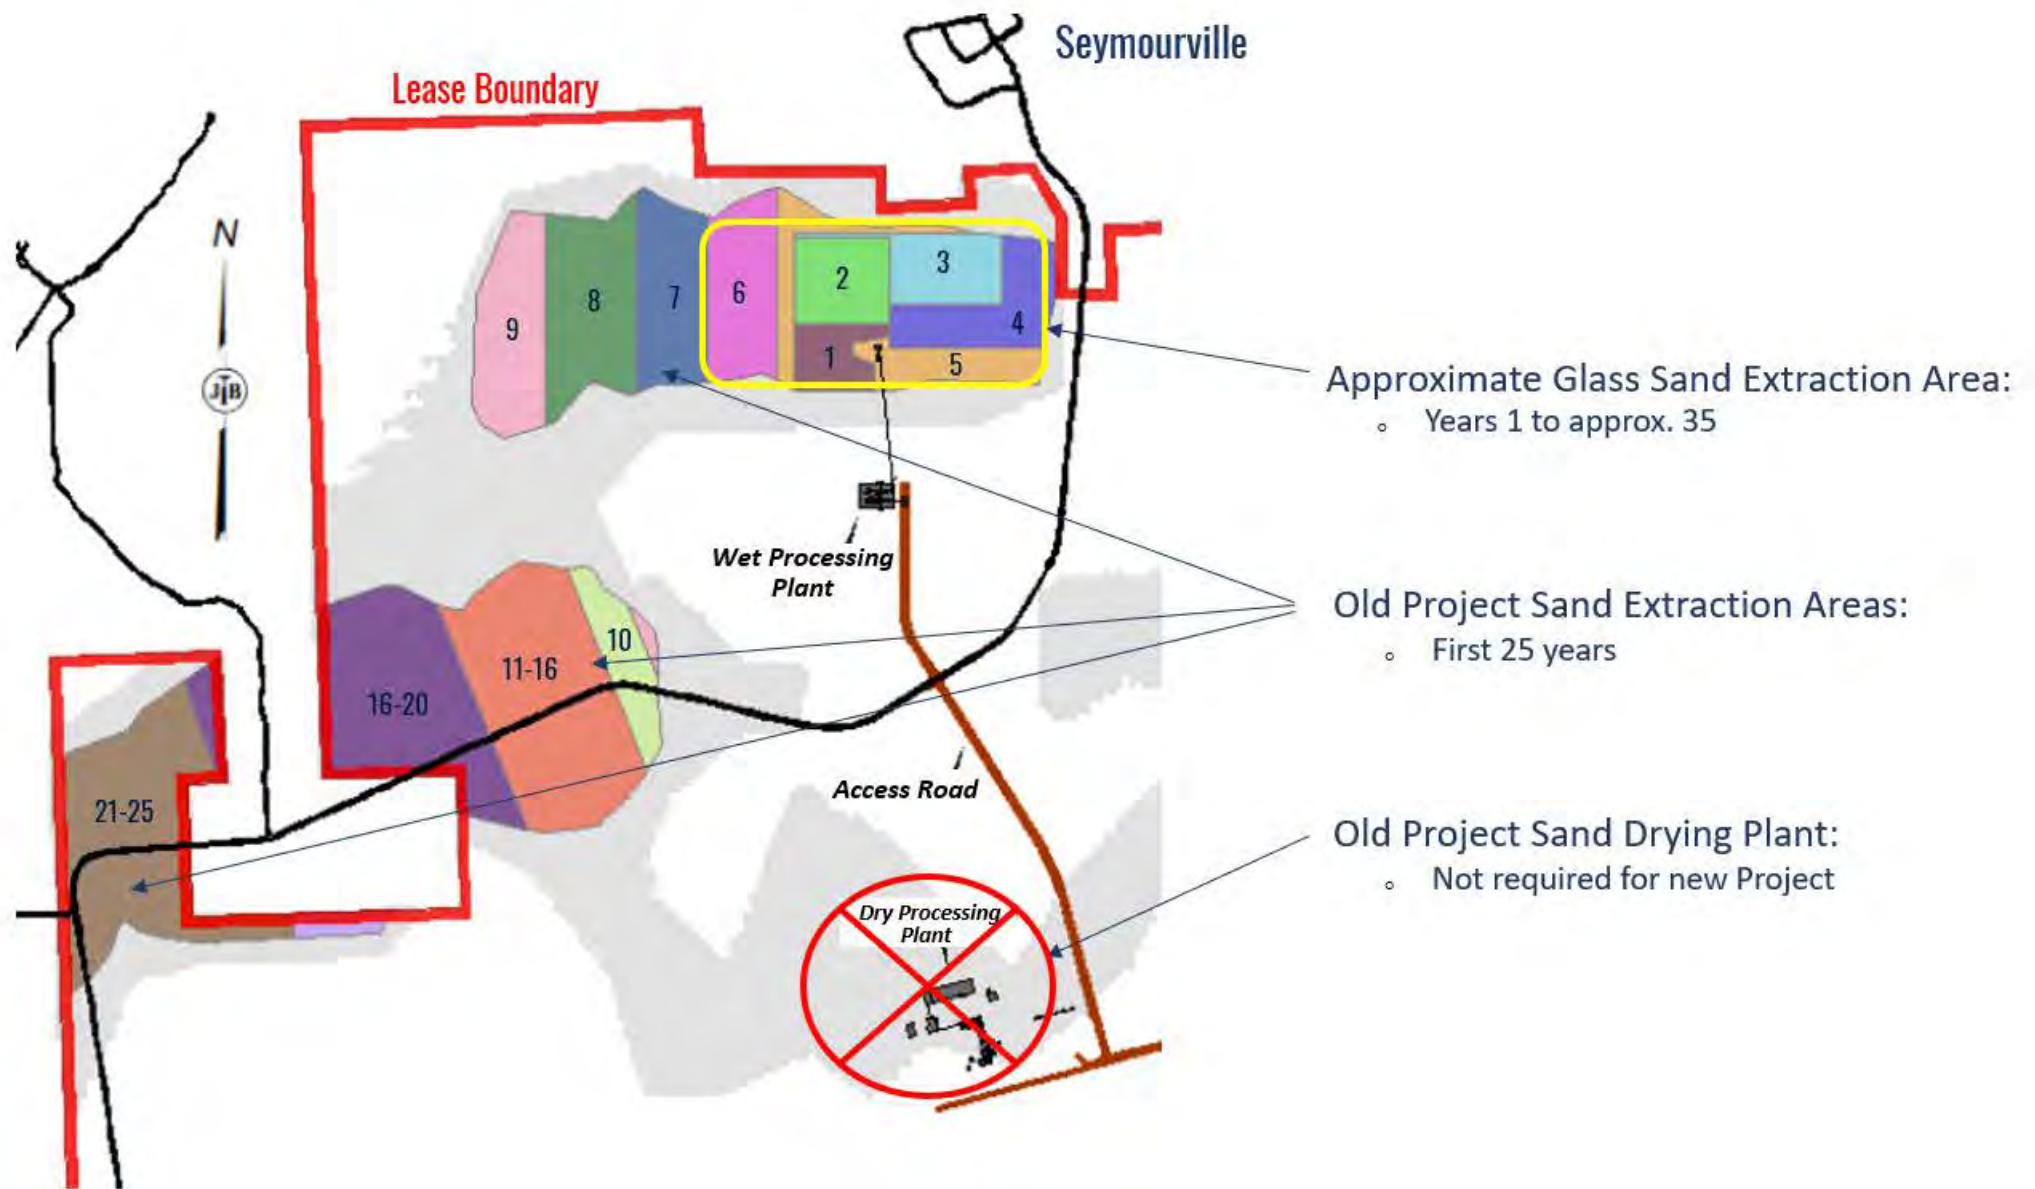 Seymourville
Lease Boundary
N
JTB
9
8
7
6
2
3
4
1
5
Approximate Glass Sand Extraction Area:
Years 1 to approx. 35
Wet Processing
Plant
Old Project Sand Extraction Areas:
First 25 years
10
11-16
16-20
21-25
Access Road
Old Project Sand Drying Plant:
Not required for new Project
Dry Processing
Plant